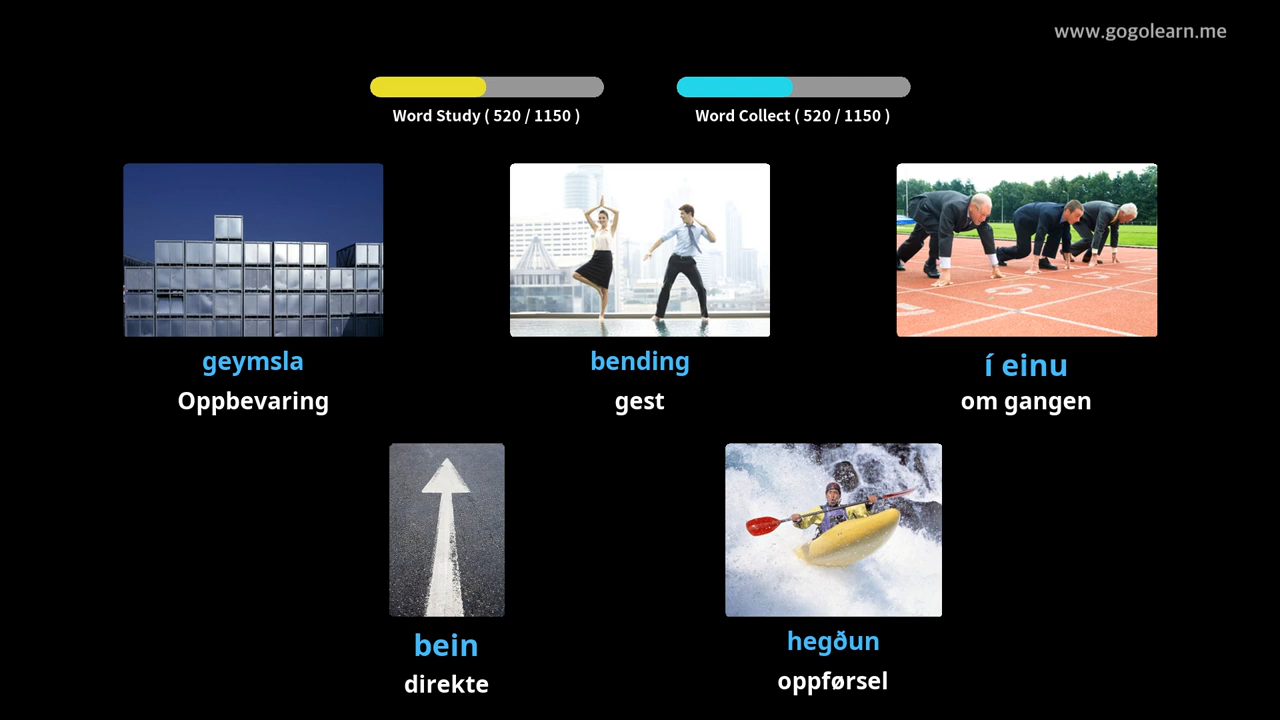 www.gogolearn.me
Word Study ( 520 / 1150 )
Word Collect ( 520 / 1150 )
geymsla
Oppbevaring
bending
gest
í einu
om gangen
bein
direkte
hegðun
oppførsel